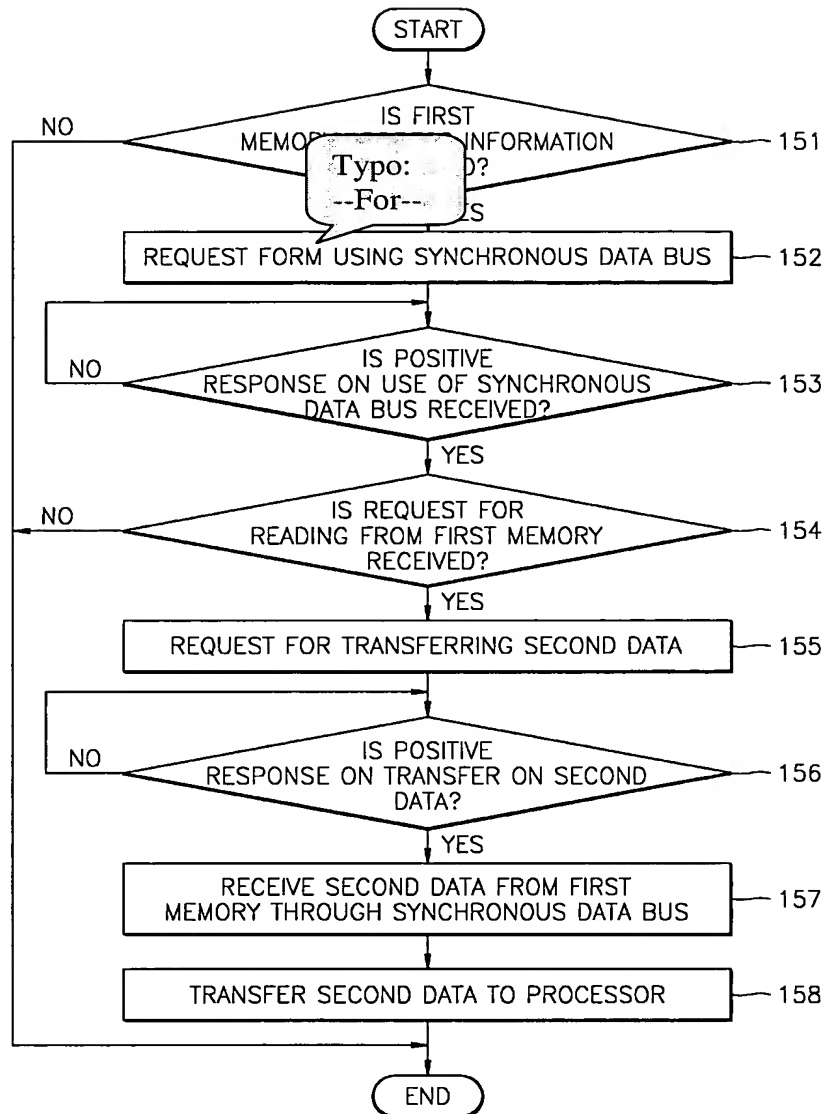 START
IS FIRST
NO
INFORMATION
151
Typo:
--For--
REQUEST FORM USING SYNCHRONOUS DATA BUS
152
IS POSITIVE
NO
RESPONSE ON USE OF SYNCHRONOUS
153
DATA BUS RECEIVED?
YES
IS REQUEST FOR
NO
READING FROM FIRST MEMORY
154
RECEIVED?
YES
REQUEST FOR TRANSFERRING SECOND DATA
155
IS POSITIVE
NO
RESPONSE ON TRANSFER ON SECOND
156
DATA?
YES
RECEIVE SECOND DATA FROM FIRST
MEMORY THROUGH SYNCHRONOUS DATA BUS
157
TRANSFER SECOND DATA TO PROCESSOR
158
END